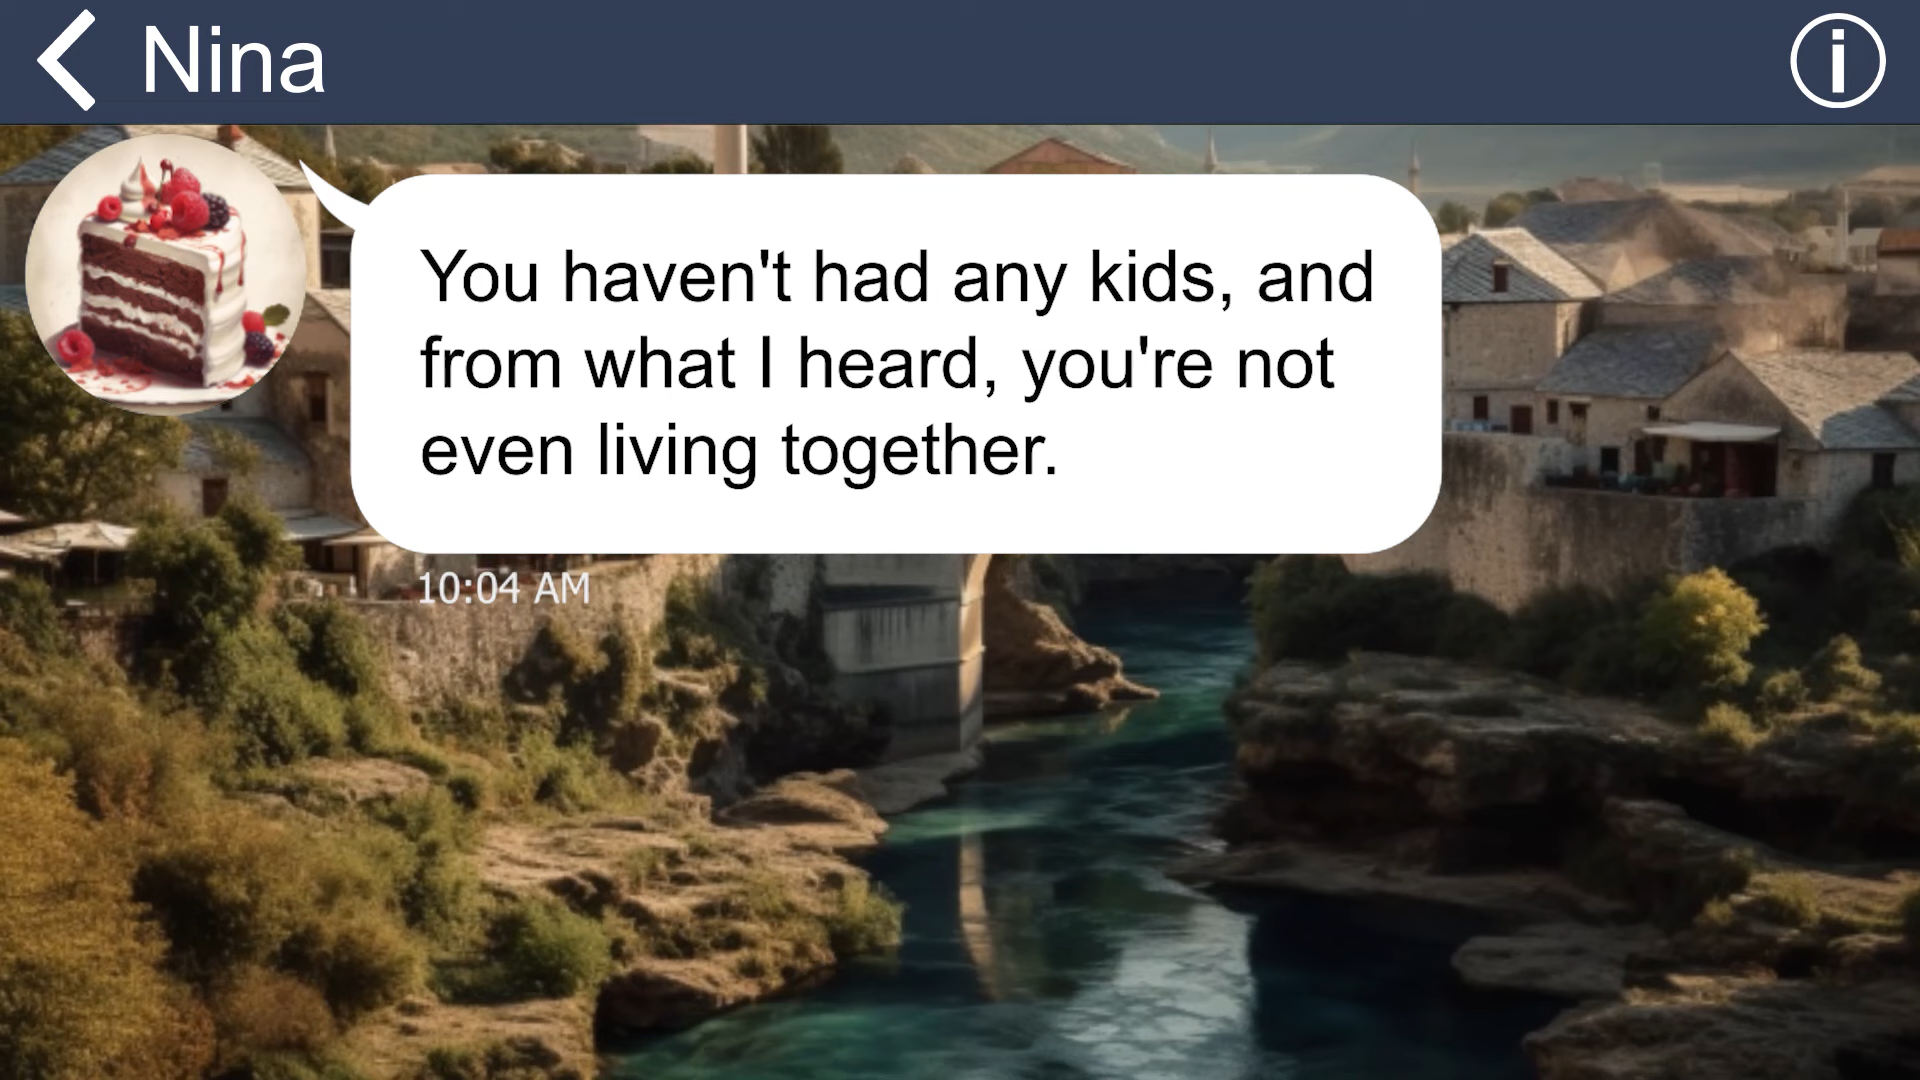 Nina
You haven't had any kids, and
from what I heard, you're not
even living together.
10:04 AM